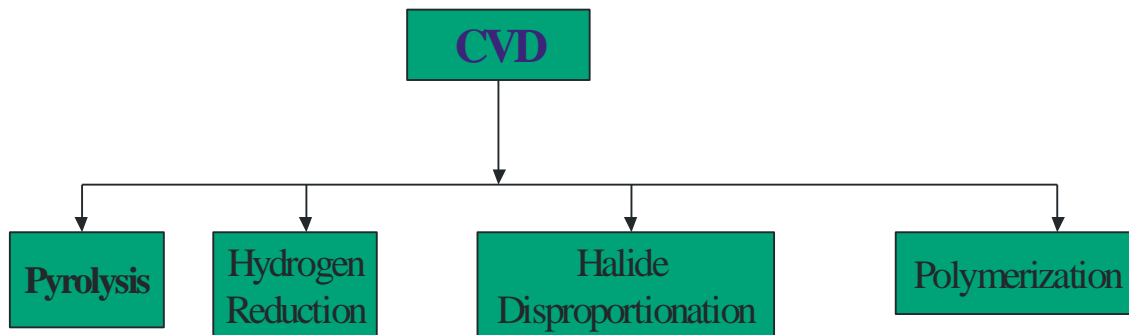 CVD
Pyrolysis
Hydrogen
Reduction
Halide
Disproportionation
Polymerization